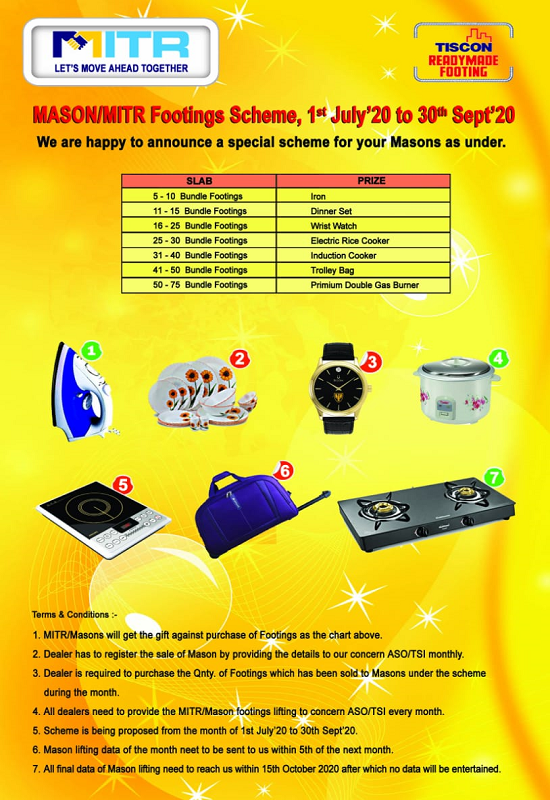 MITR
LET'S MOVE AHEAD TOGETHER
TISCON
READYMADE
FOOTING
MASON/MITR Footings Scheme, 1st July'20 to 30th Sept'20
We are happy to announce a special scheme for your Masons as under.
SLAB PRIZE
5 - 10 Bundle Footings Iron
11 - 15 Bundle Footings Dinner Set
16 - 25 Bundle Footings Wrist Watch
25 - 30 Bundle Footings Electric Rice Cooker
31 - 40 Bundle Footings Induction Cooker
41 - 50 Bundle Footings Trolley Bag
50 - 75 Bundle Footings Primium Double Gas Burner
1
2
3
4
5
6
7
Terms & Conditions :-
1. MITR/Masons will get the gift against purchase of Footings as the chart above.
2. Dealer has to register the sale of Mason by providing the details to our concern ASO/TSI monthly.
3. Dealer is required to purchase the Qnty. of Footings which has been sold to Masons under the scheme
during the month.
4. All dealers need to provide the MITR/Mason footings lifting to concern ASO/TSI every month.
5. Scheme is being proposed from the month of 1st July'20 to 30th Sept'20.
6. Mason lifting data of the month neet to be sent to us within 5th of the next month.
7. All final data of Mason lifting need to reach us within 15th October 2020 after which no data will be entertained.